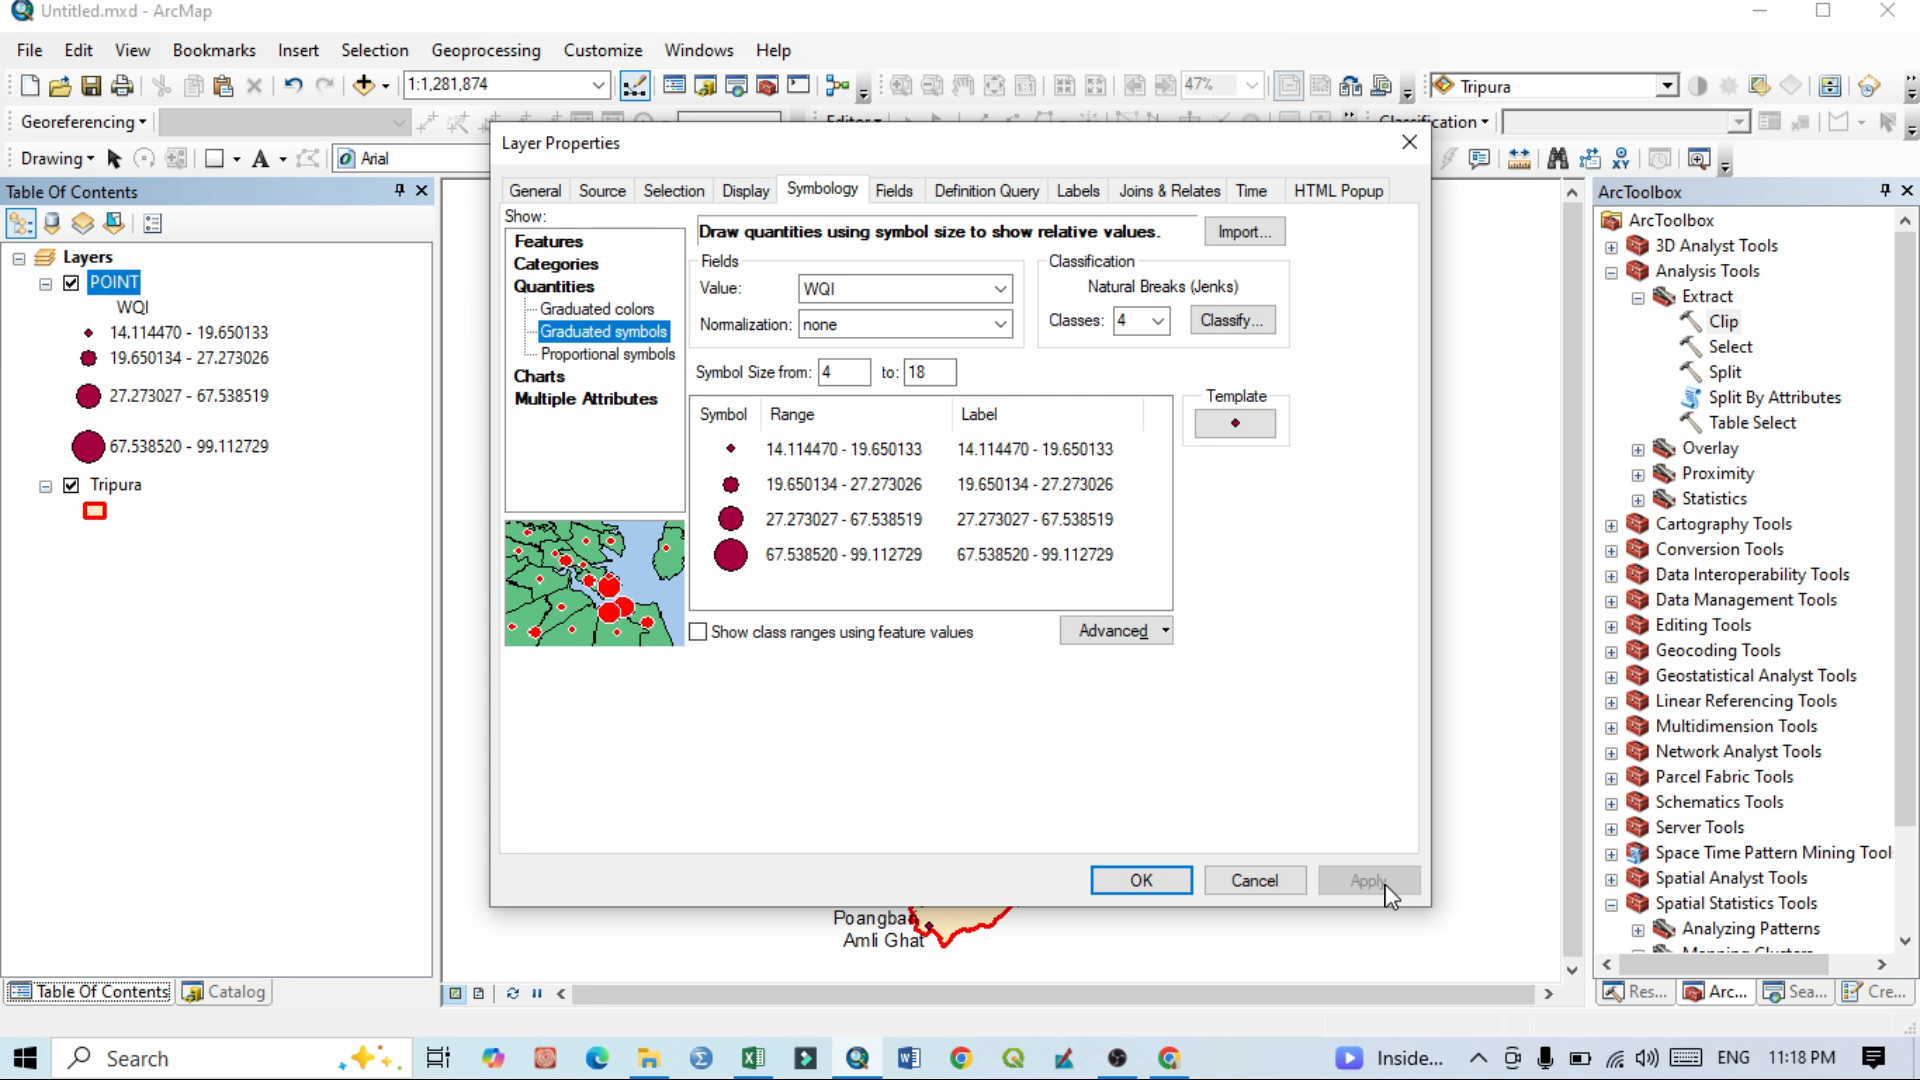 Untitled.mxd - ArcMap
File Edit View Bookmarks Insert Selection Geoprocessing Customize Windows Help
1:1,281,874 47% Tripura
Georeferencing
Drawing Arial
Table Of Contents
Layers
POINT
WQI
14.114470 - 19.650133
19.650134 - 27.273026
27.273027 - 67.538519
67.538520 - 99.112729
Tripura
Layer Properties
General Source Selection Display Symbology Fields Definition Query Labels Joins & Relates Time HTML Popup
Show:
Features
Categories
Quantities
Graduated colors
Graduated symbols
Proportional symbols
Charts
Multiple Attributes
Draw quantities using symbol size to show relative values.
Import...
Fields
Value: WQI
Normalization: none
Classification
Natural Breaks (Jenks)
Classes: 4 Classify...
Symbol Size from: 4 to: 18
Symbol Range Label
14.114470 - 19.650133 14.114470 - 19.650133
19.650134 - 27.273026 19.650134 - 27.273026
27.273027 - 67.538519 27.273027 - 67.538519
67.538520 - 99.112729 67.538520 - 99.112729
Template
Show class ranges using feature values
Advanced
OK Cancel Apply
Amli Ghat
ArcToolbox
ArcToolbox
3D Analyst Tools
Analysis Tools
Extract
Clip
Select
Split
Split By Attributes
Table Select
Overlay
Proximity
Statistics
Cartography Tools
Conversion Tools
Data Interoperability Tools
Data Management Tools
Editing Tools
Geocoding Tools
Geostatistical Analyst Tools
Linear Referencing Tools
Multidimension Tools
Network Analyst Tools
Parcel Fabric Tools
Schematics Tools
Server Tools
Space Time Pattern Mining Tool
Spatial Analyst Tools
Spatial Statistics Tools
Analyzing Patterns
Table Of Contents Catalog
Res... Arc... Sea... Cre...
Search
Inside... ENG 11:18 PM